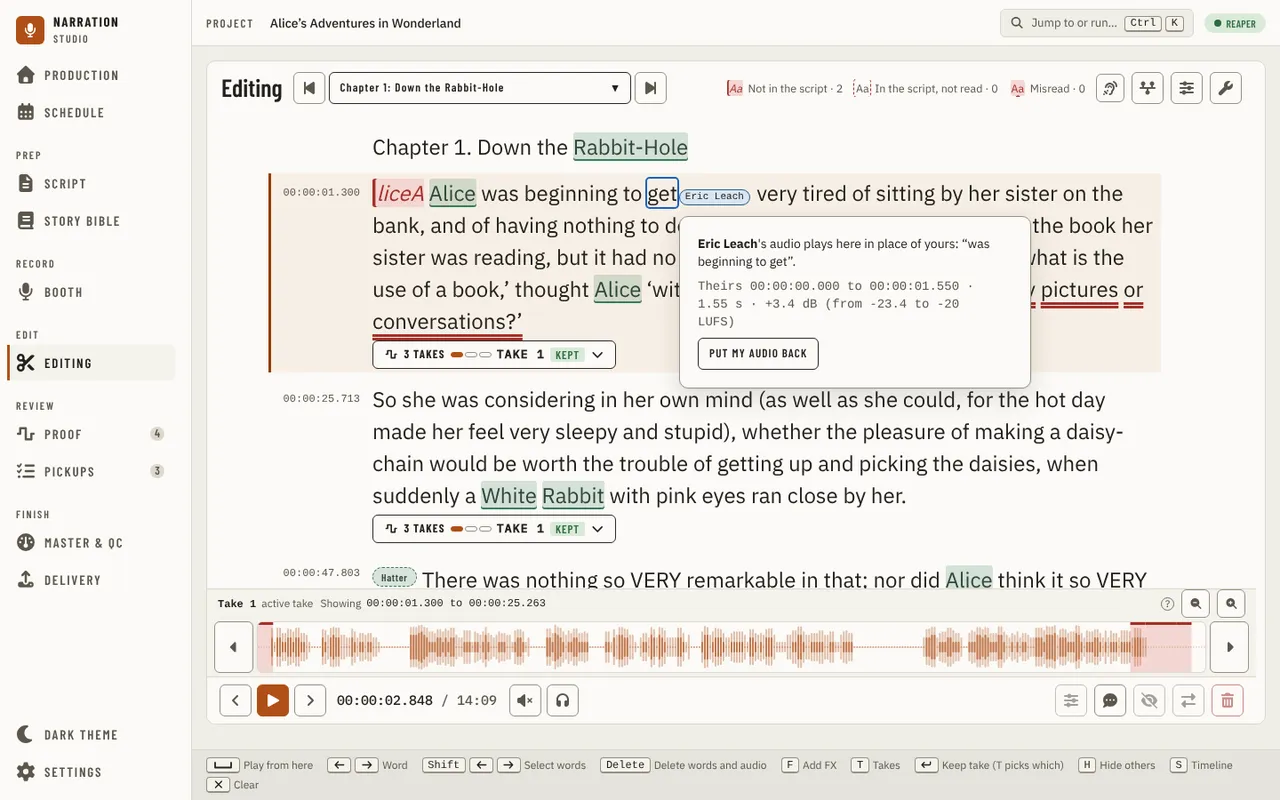 NARRATION
STUDIO
PRODUCTION
SCHEDULE
PREP
SCRIPT
STORY BIBLE
RECORD
BOOTH
EDIT
EDITING
REVIEW
PROOF 4
PICKUPS 3
FINISH
MASTER & QC
DELIVERY
DARK THEME
SETTINGS
PROJECT Alice's Adventures in Wonderland
Jump to or run... Ctrl K
REAPER
Editing
Chapter 1: Down the Rabbit-Hole
Aa Not in the script · 2 Aa In the script, not read · 0 Aa Misread · 0
Chapter 1. Down the Rabbit-Hole
00:00:01.300 liceA Alice was beginning to get Eric Leach very tired of sitting by her sister on the
bank, and of having nothing to the book her
sister was reading, but it had no what is the
use of a book,’ thought Alice pictures or
conversations?’
Eric Leach's audio plays here in place of yours: “was
beginning to get”.
Theirs 00:00:00.000 to 00:00:01.550 ·
1.55 s · +3.4 dB (from -23.4 to -20
LUFS)
PUT MY AUDIO BACK
3 TAKES TAKE 1 KEPT
00:00:25.713 So she was considering in her own mind (as well as she could, for the hot day
made her feel very sleepy and stupid), whether the pleasure of making a daisy-
chain would be worth the trouble of getting up and picking the daisies, when
suddenly a White Rabbit with pink eyes ran close by her.
3 TAKES TAKE 1 KEPT
00:00:47.803 Hatter There was nothing so VERY remarkable in that; nor did Alice think it so VERY
Take 1 active take Showing 00:00:01.300 to 00:00:25.263
00:00:02.848 / 14:09
Play from here Word Shift Select words Delete Delete words and audio F Add FX T Takes Keep take (T picks which) H Hide others S Timeline
Clear